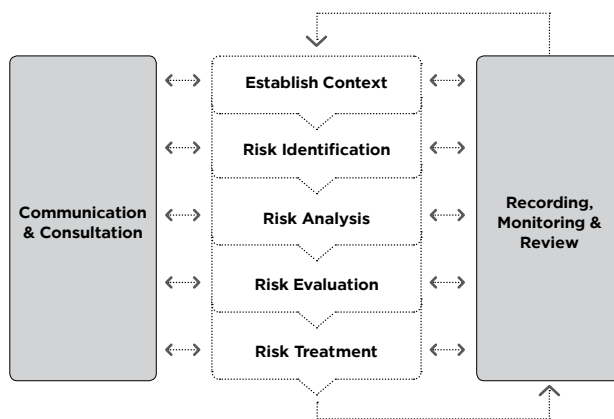 Establish Context
Risk Identification
Communication
& Consultation
Risk Analysis
Recording,
Monitoring &
Review
Risk Evaluation
Risk Treatment